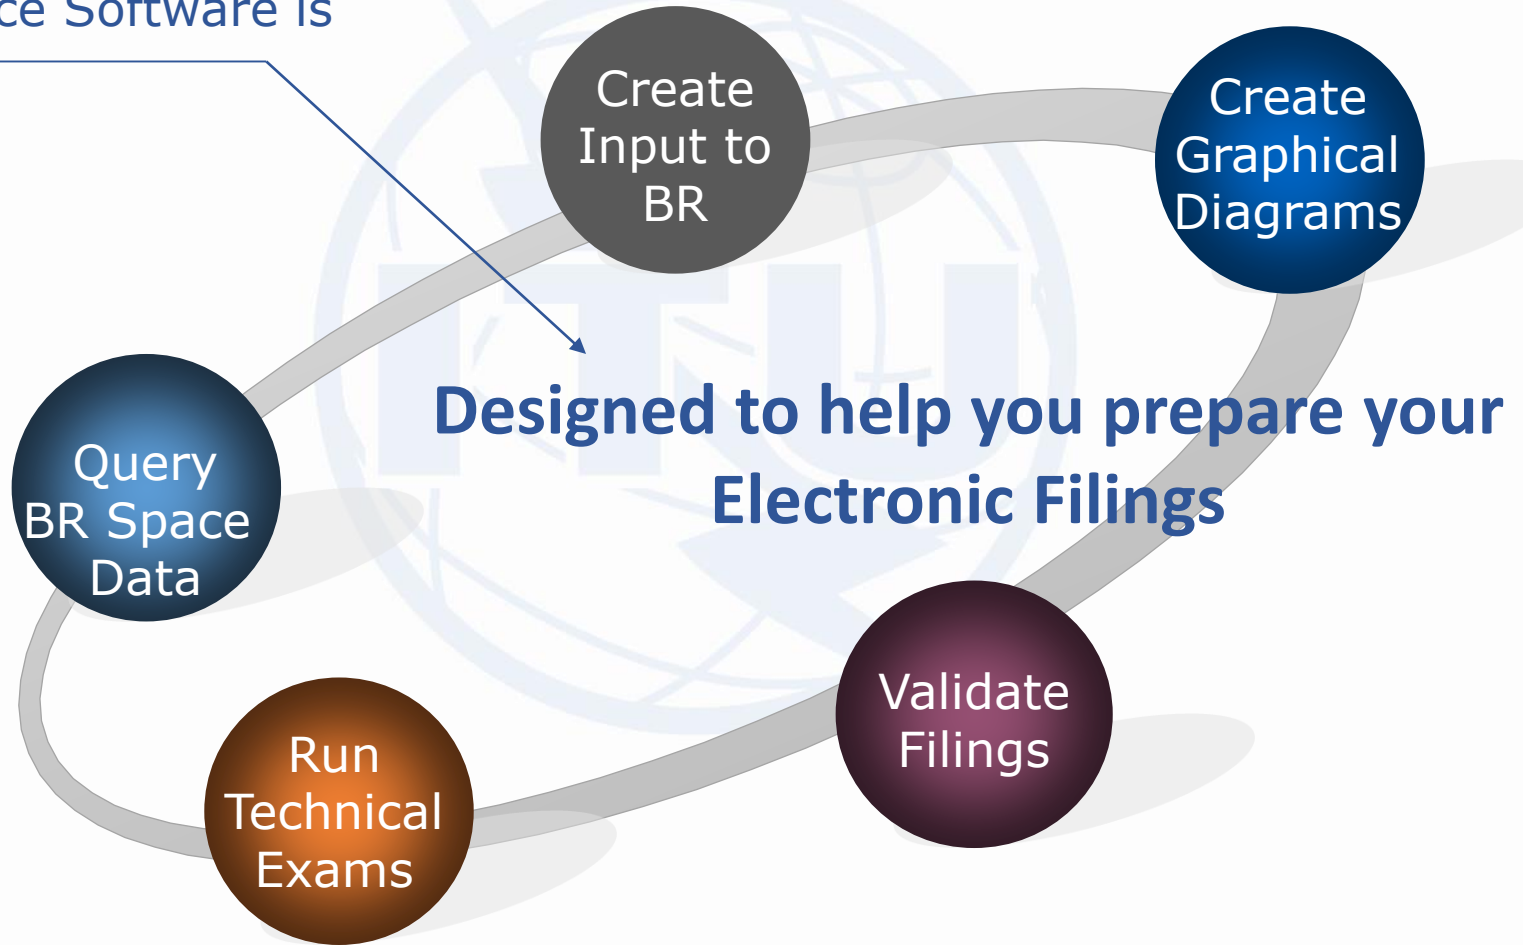 Software is
Create
Input to
BR
Create
Graphical
Diagrams
ITU
Designed to help you prepare your
Electronic Filings
Query
BR Space
Data
Validate
Filings
Run
Technical
Exams